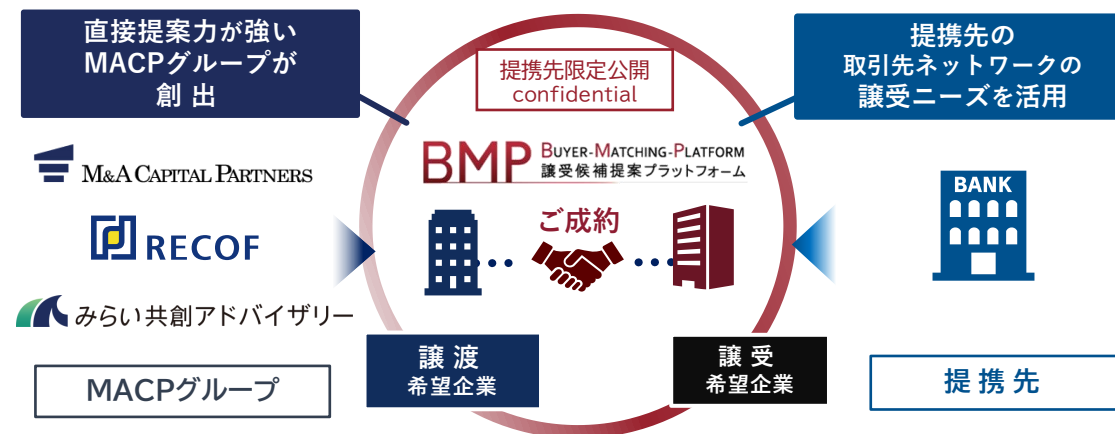 直接提案力が強い
MACPグループが
創出
M&A CAPITAL PARTNERS
RECOF
みらい共創アドバイザリー
MACPグループ
提携先限定公開
confidential
BMP
BUYER-MATCHING-PLATFORM
譲受候補提案プラットフォーム
ご成約
譲渡
希望企業
譲受
希望企業
提携先の
取引先ネットワークの
譲受ニーズを活用
BANK
提携先